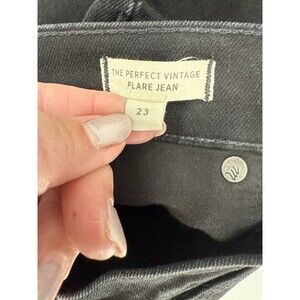 THE PERFECT VINTAGE
FLARE JEAN
23